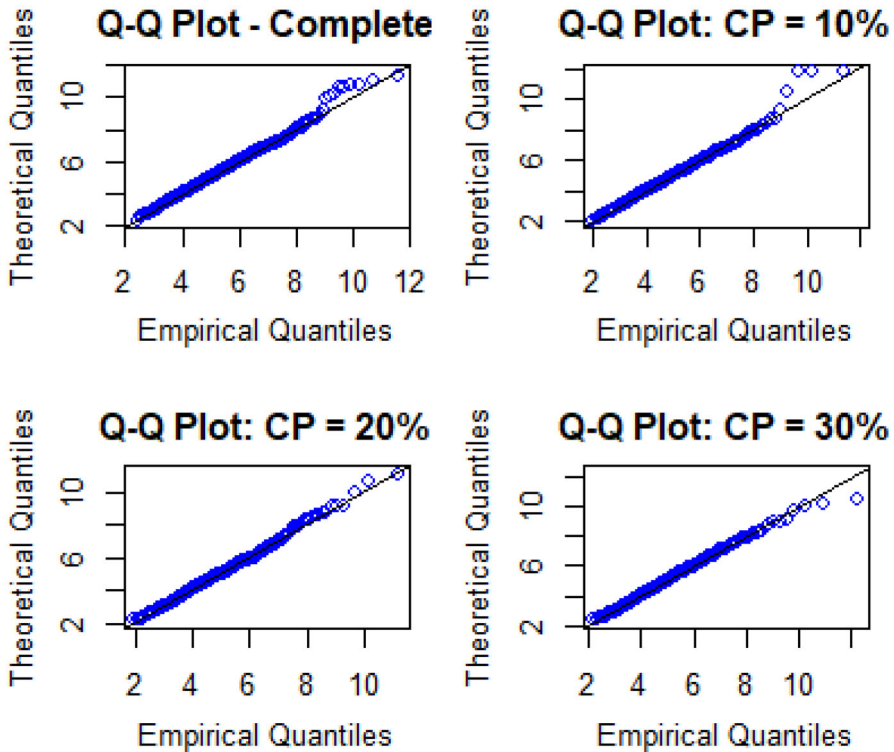 Q-Q Plot - Complete
Theoretical Quantiles
10
6
2
2 4 6 8 10 12
Empirical Quantiles
Q-Q Plot: CP = 10%
Theoretical Quantiles
10
6
2
2 4 6 8 10
Empirical Quantiles
Q-Q Plot: CP = 20%
Theoretical Quantiles
10
6
2
2 4 6 8 10
Empirical Quantiles
Q-Q Plot: CP = 30%
Theoretical Quantiles
10
6
2
2 4 6 8 10
Empirical Quantiles